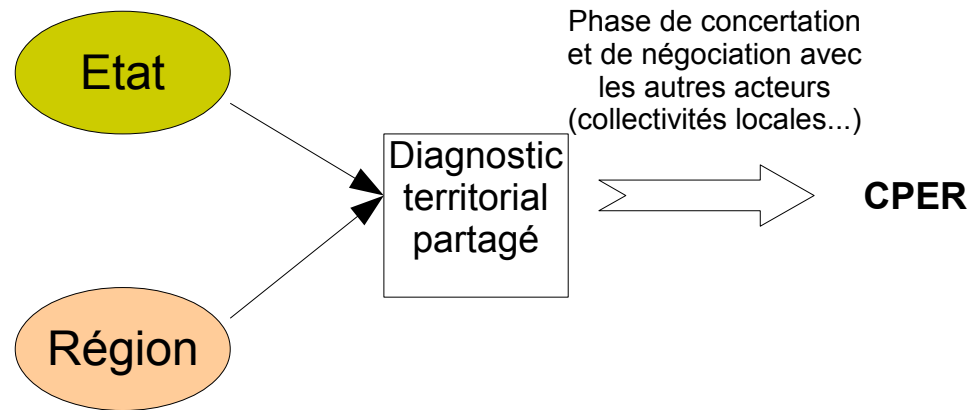 Etat
Région
Diagnostic
territorial
partagé
Phase de concertation
et de négociation avec
les autres acteurs
(collectivités locales...)
CPER